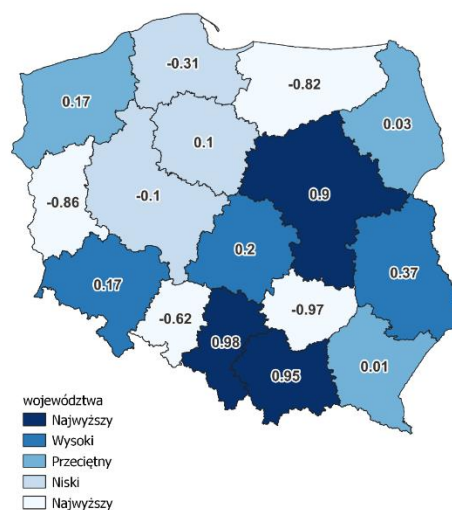 -0.31
-0.82
0.17
0.03
0.1
-0.1
-0.86
0.9
0.2
0.37
0.17
-0.97
-0.62
0.98
0.95
0.01
województwa
Najwyższy
Wysoki
Przeciętny
Niski
Najwyższy